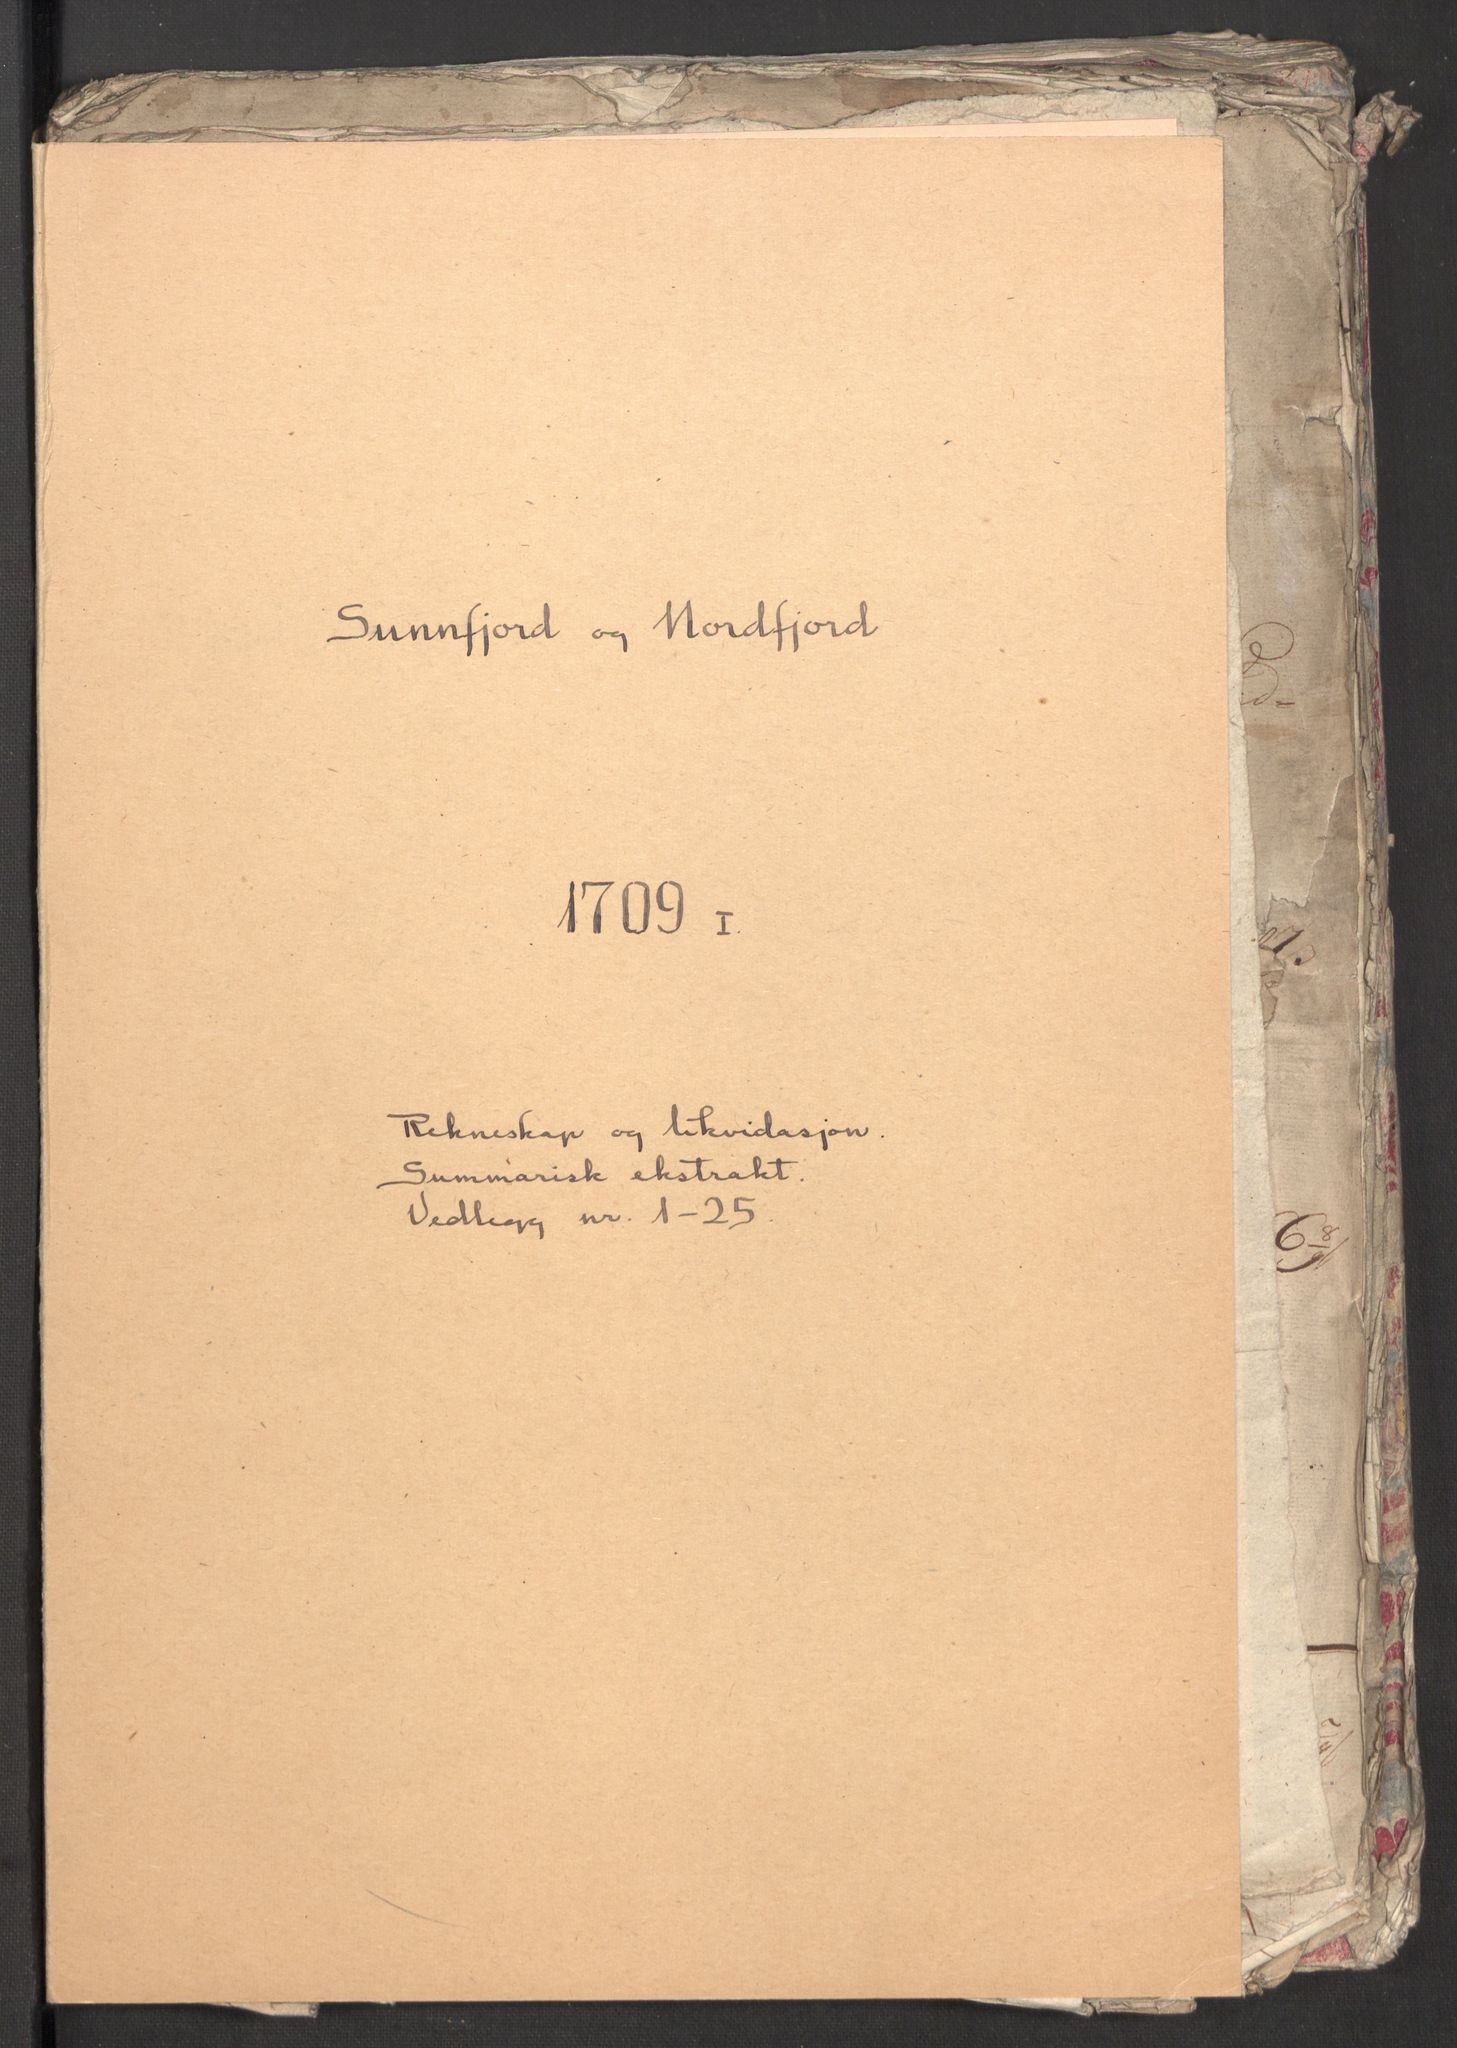 Sunnfjord og Nordfjord
1709 I.
Rekneskap og likvidasjon.
Summarisk ekstrakt.
Vedlegg nr. 1-25.